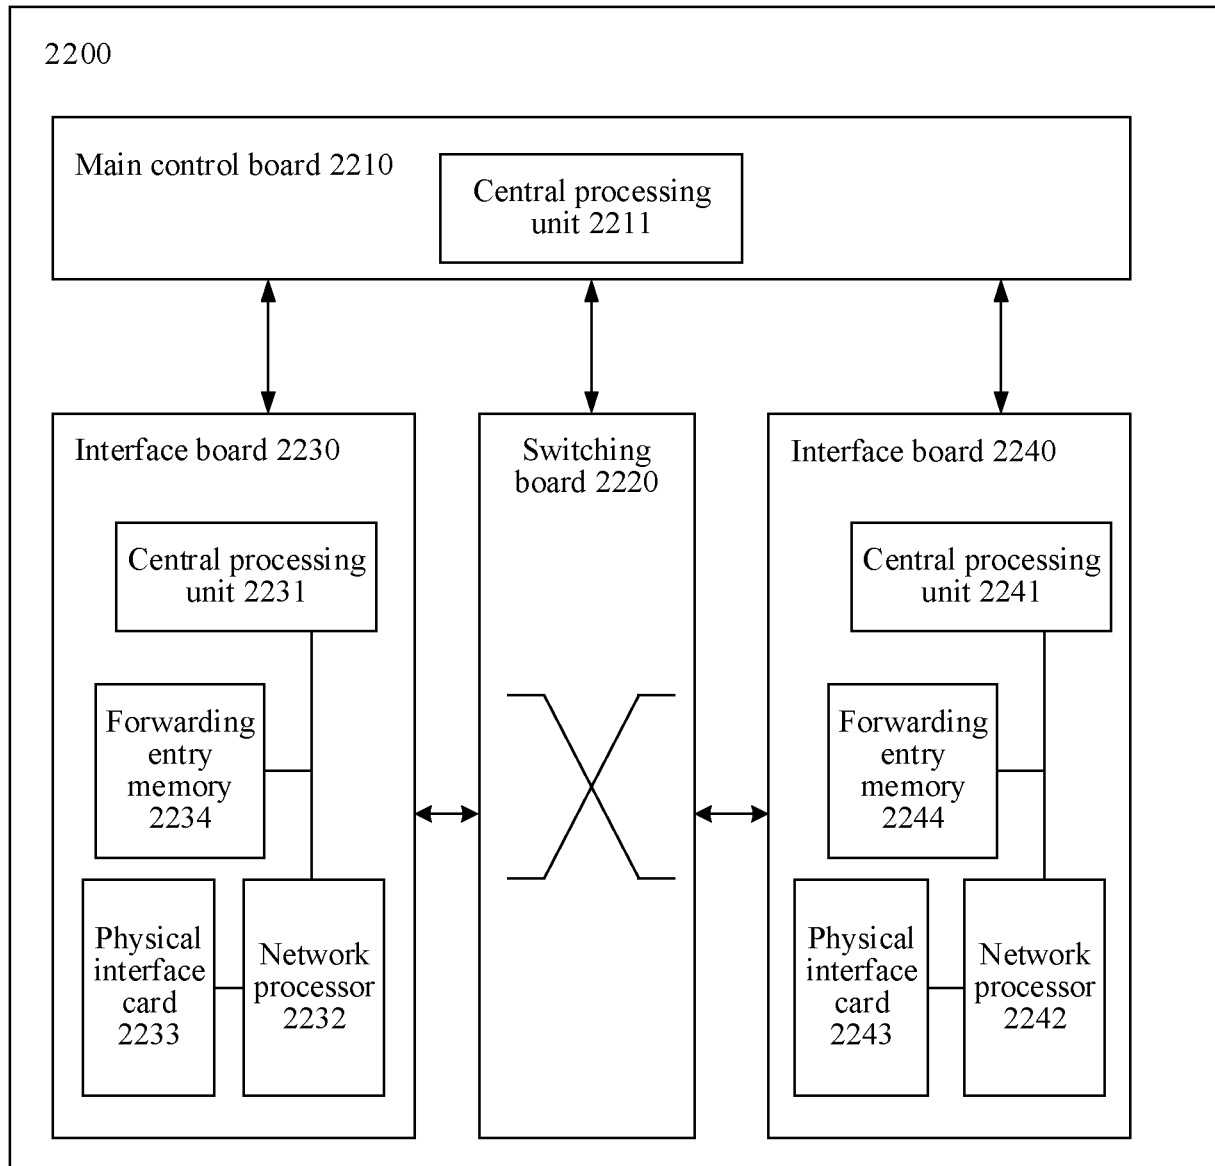 2200
Main control board 2210
Central processing
unit 2211
Interface board 2230
Central processing
unit 2231
Forwarding
entry
memory
2234
Physical
interface
card
2233
Network
processor
2232
Switching
board 2220
Interface board 2240
Central processing
unit 2241
Forwarding
entry
memory
2244
Physical
interface
card
2243
Network
processor
2242